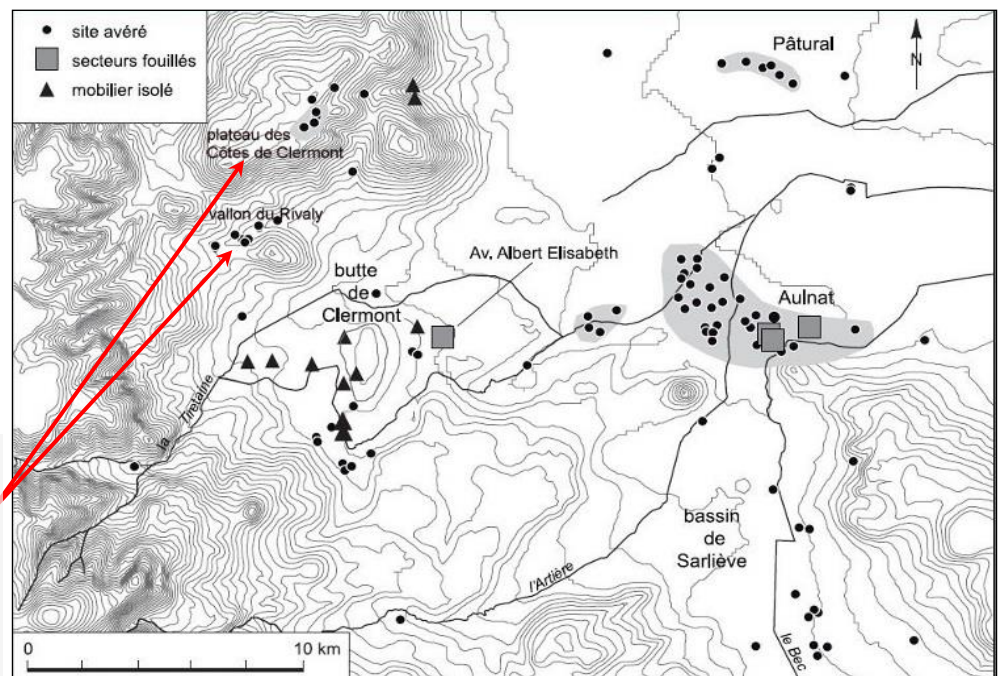 site avéré
secteurs fouillés
mobilier isolé
Pâtural
N
plateau des
Côtes de Clermont
vallon du Rivaly
Av, Albert Elisabeth
butte
de
Clermont
Aulnat
la Tiretaine
bassin
de
Sarliève
l'Artière
le Bec
0 10 km